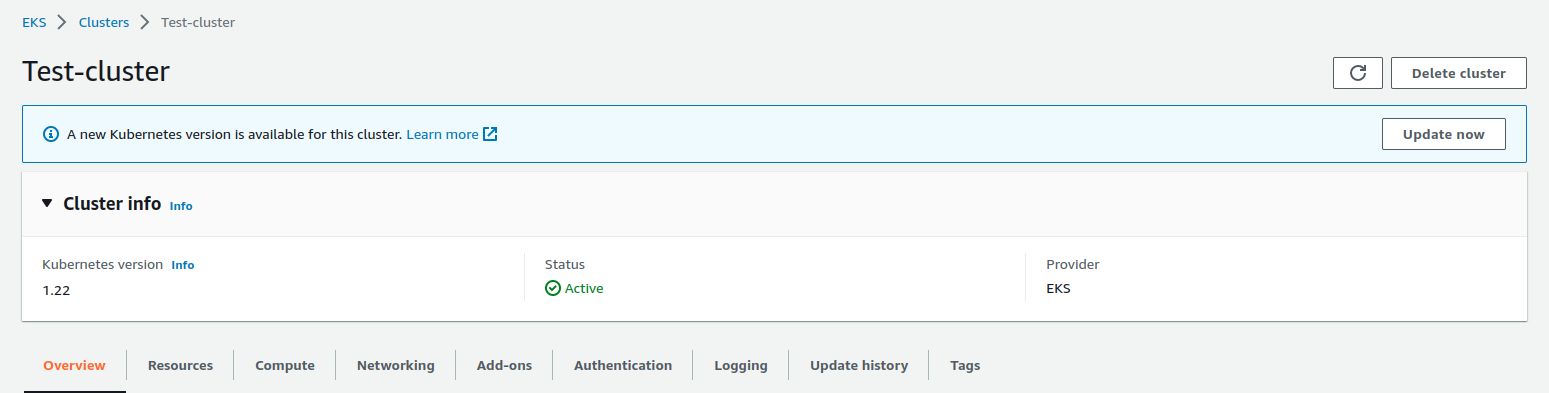 EKS > Clusters > Test-cluster
Test-cluster
Delete cluster
A new Kubernetes version is available for this cluster. Learn more
Update now
Cluster info Info
Kubernetes version Info
Status
Provider
1.22
Active
EKS
Overview Resources Compute Networking Add-ons Authentication Logging Update history Tags